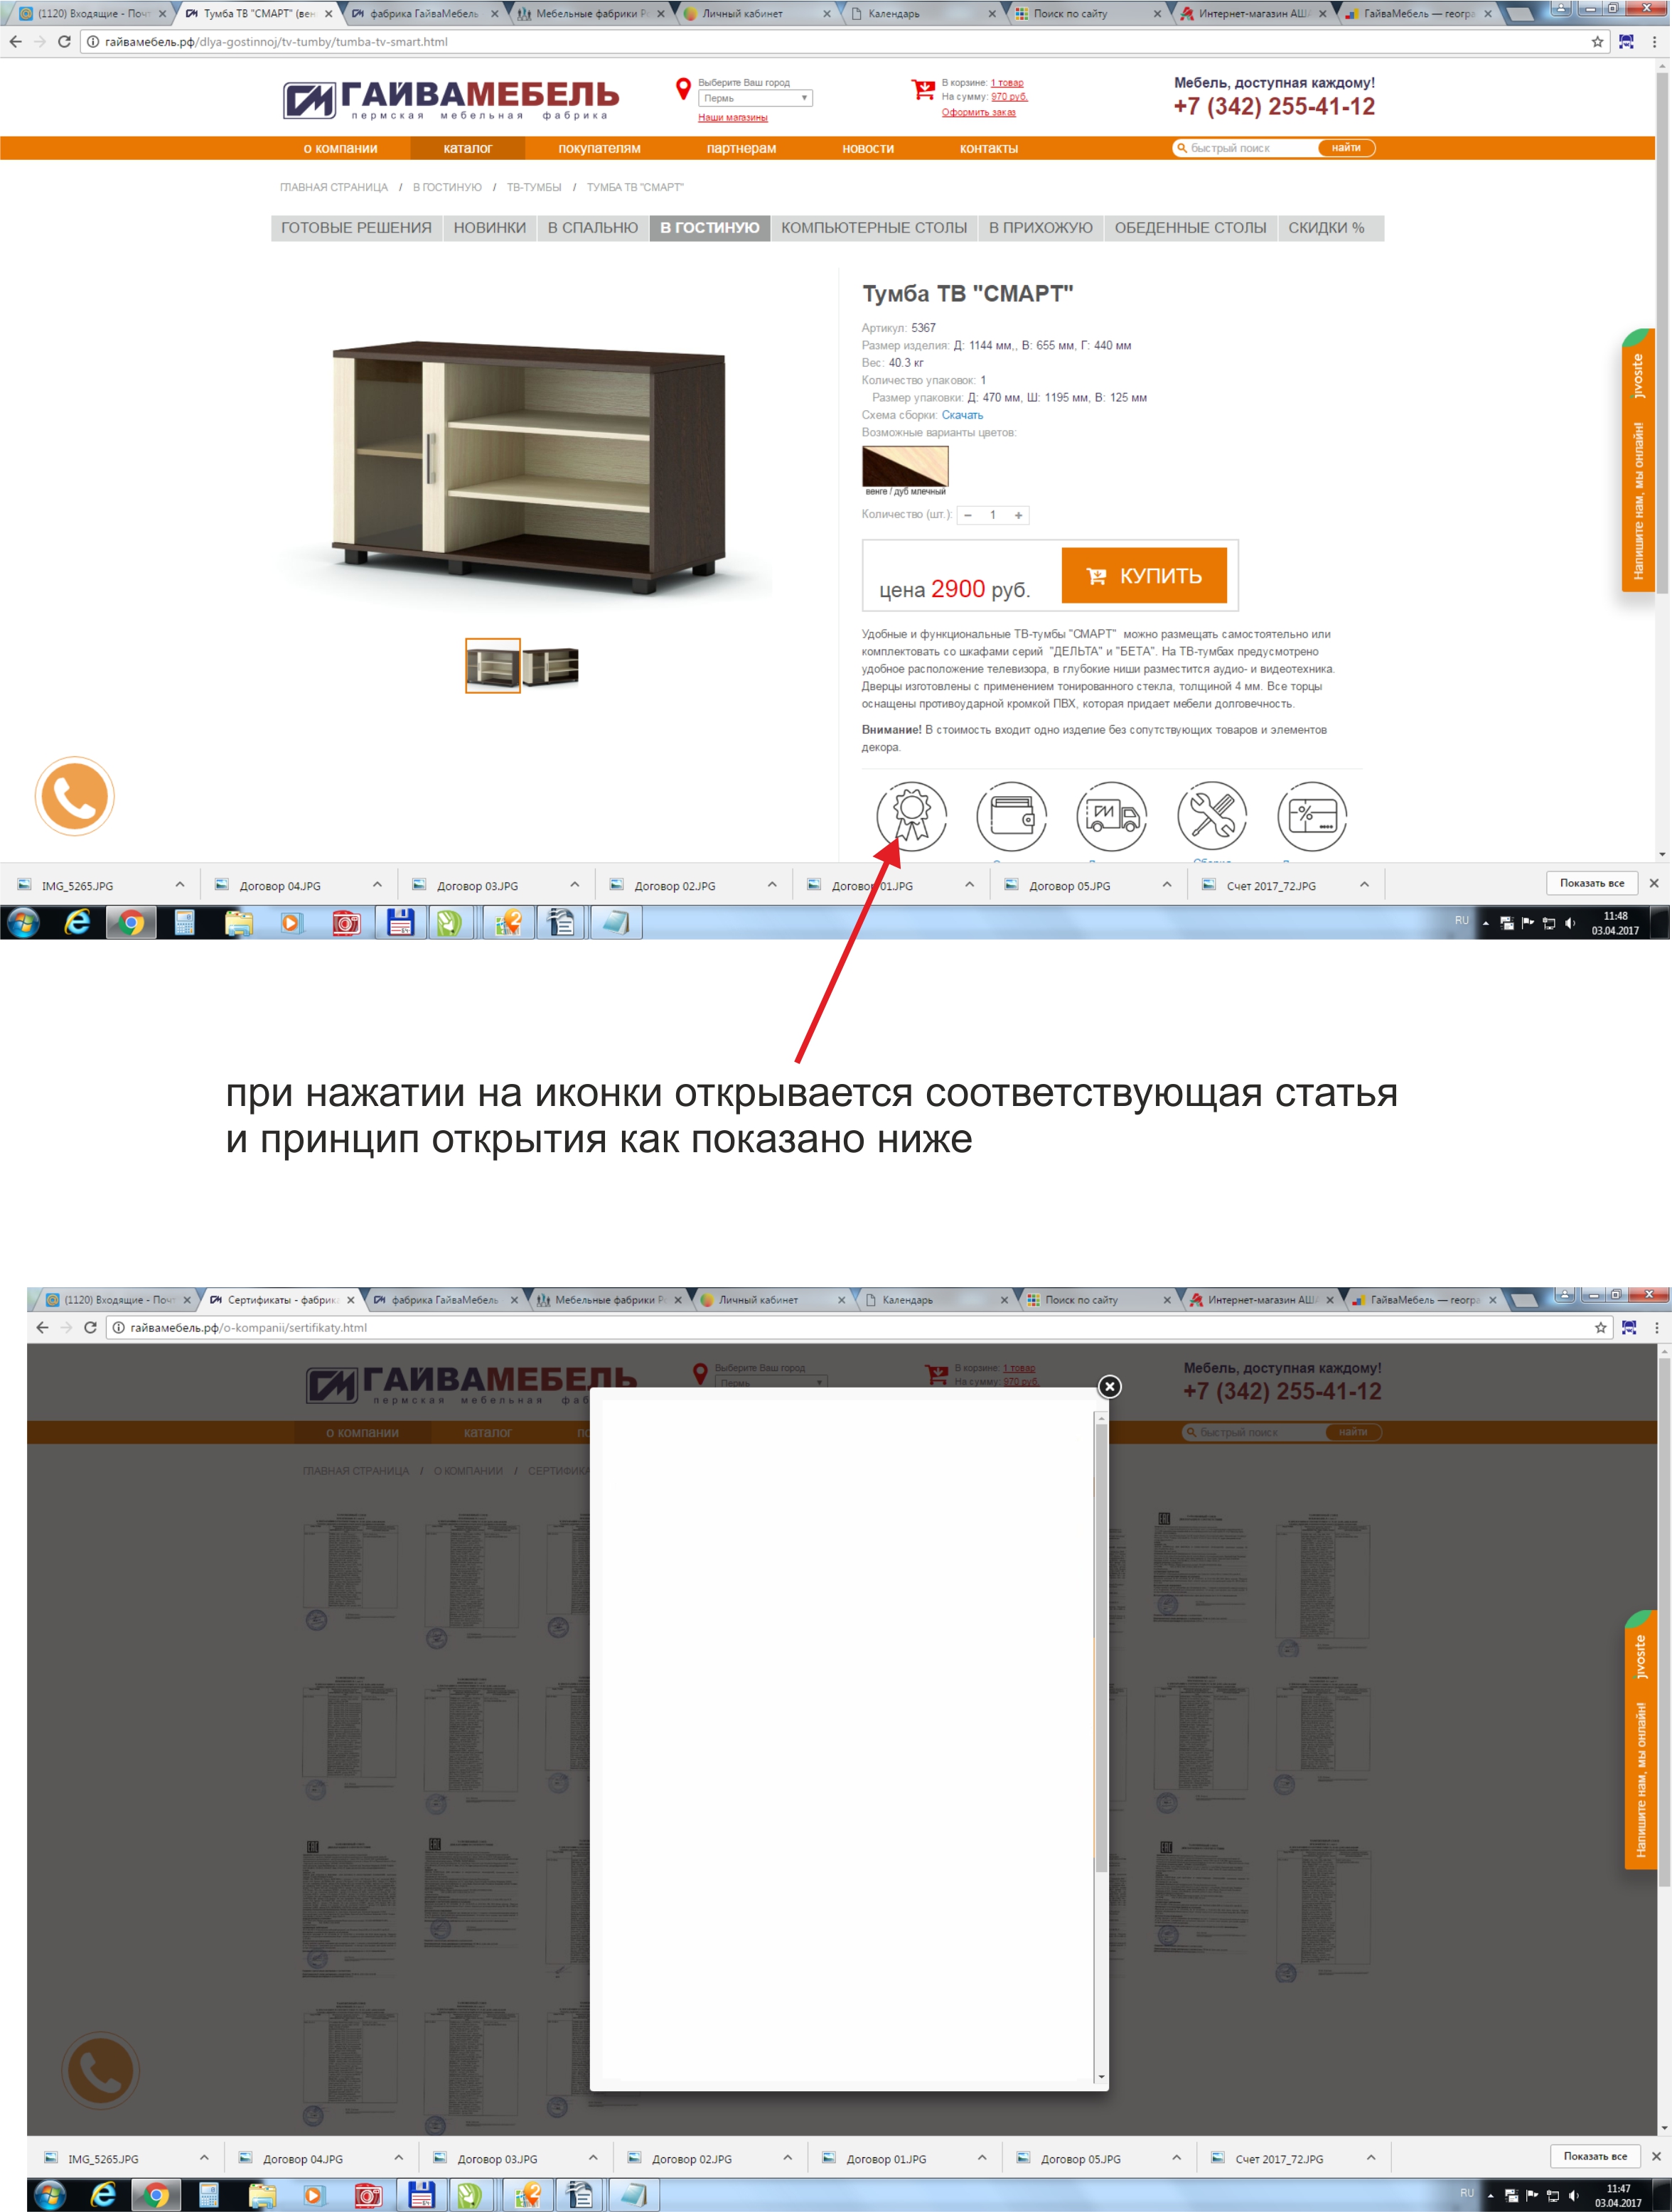 (1120) Входящие - Почт
Тумба ТВ "СМАРТ" (вен
фабрика ГайваМебель
Мебельные фабрики Р
Личный кабинет
Календарь
Поиск по сайту
Интернет-магазин АШ
ГайваМебель — геогра
гайвамебель.рф/dlya-gostinnoj/tv-tumby/tumba-tv-smart.html
ГАЙВАМЕБЕЛЬ
пермская мебельная фабрика
Выберите Ваш город
Пермь
Наши магазины
В корзине: 1 товар
На сумму: 970 руб.
Оформить заказ
Мебель, доступная каждому!
+7 (342) 255-41-12
о компании каталог покупателям партнерам новости контакты
быстрый поиск найти
ГЛАВНАЯ СТРАНИЦА / В ГОСТИНУЮ / ТВ-ТУМБЫ / ТУМБА ТВ "СМАРТ"
ГОТОВЫЕ РЕШЕНИЯ НОВИНКИ В СПАЛЬНЮ В ГОСТИНУЮ КОМПЬЮТЕРНЫЕ СТОЛЫ В ПРИХОЖУЮ ОБЕДЕННЫЕ СТОЛЫ СКИДКИ %
Тумба ТВ "СМАРТ"
Артикул: 5367
Размер изделия: Д: 1144 мм,, В: 655 мм, Г: 440 мм
Вес: 40.3 кг
Количество упаковок: 1
Размер упаковки: Д: 470 мм, Ш: 1195 мм, В: 125 мм
Схема сборки: Скачать
Возможные варианты цветов:
венге / дуб млечный
Количество (шт.): − 1 +
цена 2900 руб.
КУПИТЬ
Удобные и функциональные ТВ-тумбы "СМАРТ" можно размещать самостоятельно или
комплектовать со шкафами серий "ДЕЛЬТА" и "БЕТА". На ТВ-тумбах предусмотрено
удобное расположение телевизора, в глубокие ниши разместится аудио- и видеотехника.
Дверцы изготовлены с применением тонированного стекла, толщиной 4 мм. Все торцы
оснащены противоударной кромкой ПВХ, которая придает мебели долговечность.
Внимание! В стоимость входит одно изделие без сопутствующих товаров и элементов
декора.
Напишите нам, мы онлайн! jivosite
IMG_5265.JPG
Договор 04.JPG
Договор 03.JPG
Договор 02.JPG
Договор 01.JPG
Договор 05.JPG
Счет 2017_72.JPG
Показать все
RU
11:48
03.04.2017
при нажатии на иконки открывается соответствующая статья
и принцип открытия как показано ниже
(1120) Входящие - Почт
Сертификаты - фабрик
фабрика ГайваМебель
Мебельные фабрики Р
Личный кабинет
Календарь
Поиск по сайту
Интернет-магазин АШ
ГайваМебель — геогра
гайвамебель.рф/o-kompanii/sertifikaty.html
ГАЙВАМЕБЕЛЬ
пермская мебельная фаб
Выберите Ваш город
Пермь
В корзине: 1 товар
На сумму: 970 руб.
Мебель, доступная каждому!
+7 (342) 255-41-12
о компании каталог по
быстрый поиск найти
ГЛАВНАЯ СТРАНИЦА / О КОМПАНИИ / СЕРТИФИКА
Напишите нам, мы онлайн! jivosite
IMG_5265.JPG
Договор 04.JPG
Договор 03.JPG
Договор 02.JPG
Договор 01.JPG
Договор 05.JPG
Счет 2017_72.JPG
Показать все
RU
11:47
03.04.2017